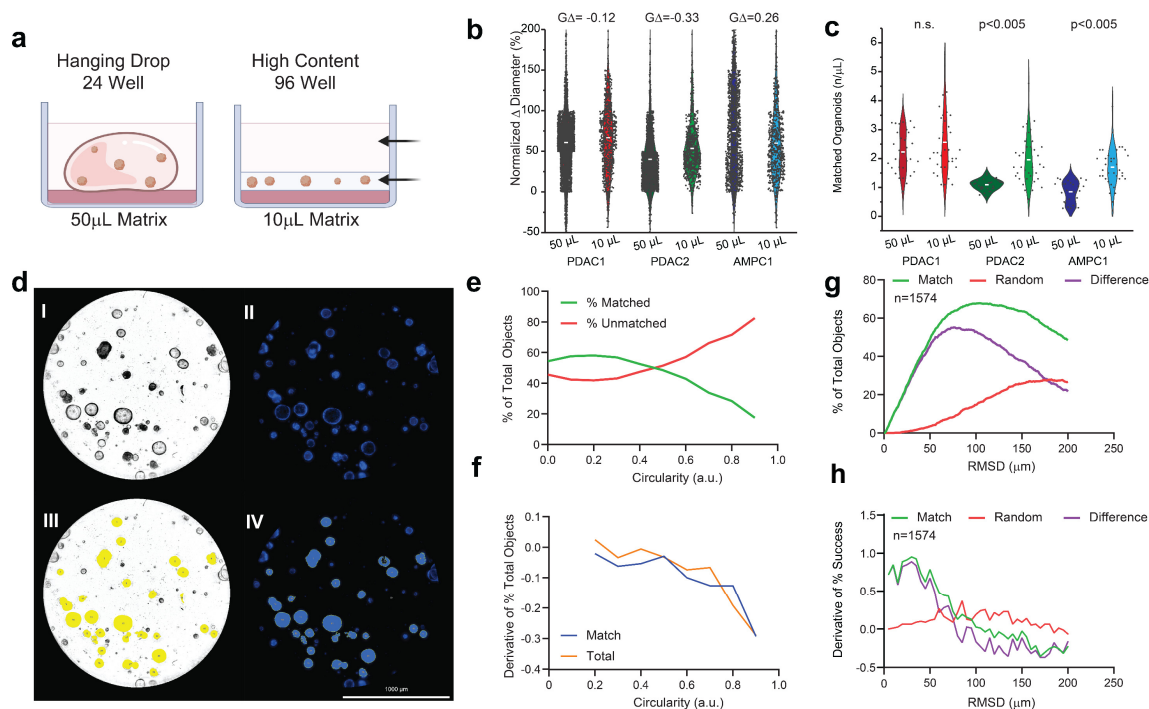 a
Hanging Drop
24 Well
High Content
96 Well
50μL Matrix
10μL Matrix
b
GΔ= -0.12
GΔ=-0.33
GΔ=0.26
Normalized Δ Diameter (%)
200
150
100
50
0
-50
50 μL
10 μL
50 μL
10 μL
50 μL
10 μL
PDAC1
PDAC2
AMPC1
c
n.s.
p<0.005
p<0.005
Matched Organoids (n/μL)
6
5
4
3
2
1
0
50 μL
10 μL
50 μL
10 μL
50 μL
10 μL
PDAC1
PDAC2
AMPC1
d
I
II
III
IV
1000 μm
e
% Matched
% Unmatched
% of Total Objects
100
80
60
40
20
0
0.0
0.2
0.4
0.6
0.8
1.0
Circularity (a.u.)
f
Derivative of % Total Objects
0.1
0.0
-0.1
-0.2
-0.3
-0.4
Match
Total
0
0.2
0.4
0.6
0.8
1.0
Circularity (a.u.)
g
Match
Random
Difference
n=1574
% of Total Objects
80
60
40
20
0
0
50
100
150
200
250
RMSD (μm)
h
Match
Random
Difference
n=1574
Derivative of % Success
1.5
1.0
0.5
0.0
-0.5
0
50
100
150
200
250
RMSD (μm)